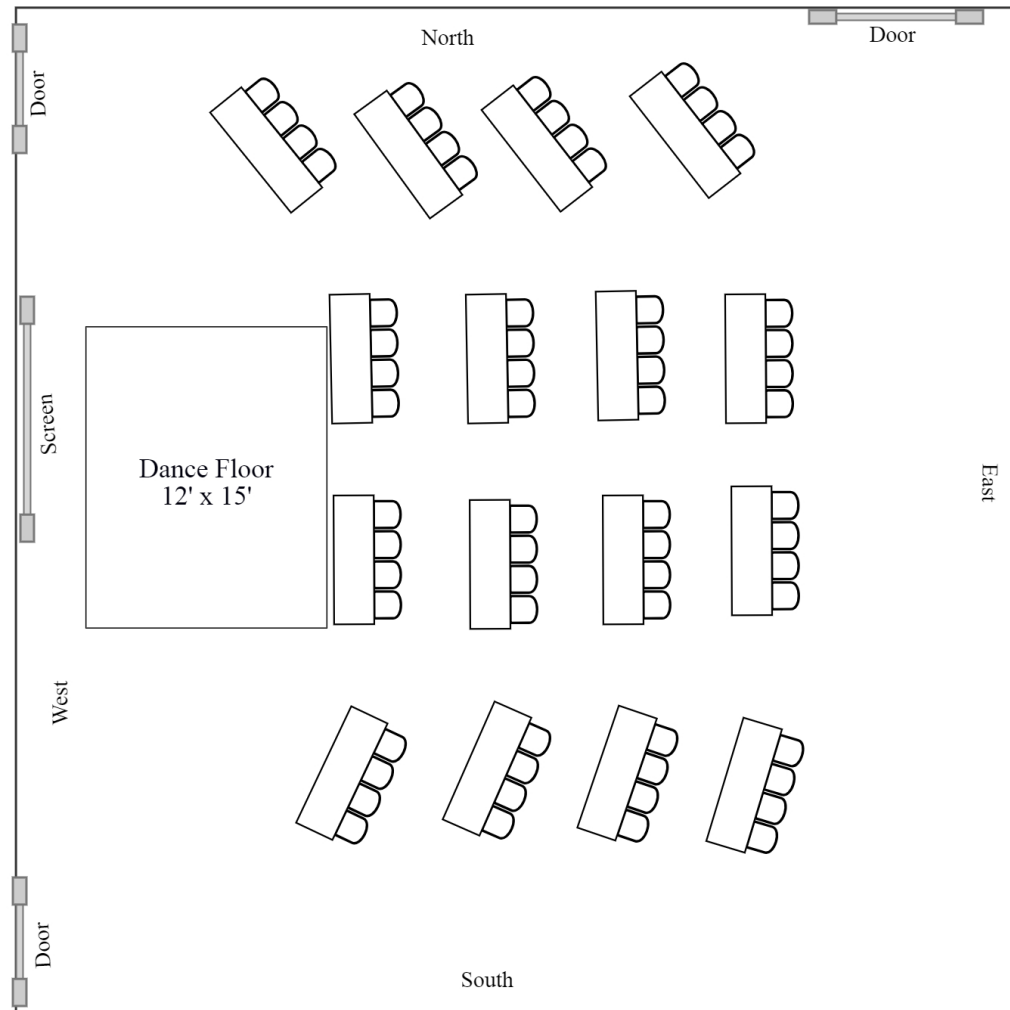 North
Door
Door
Screen
Dance Floor
12' x 15'
East
West
Door
South